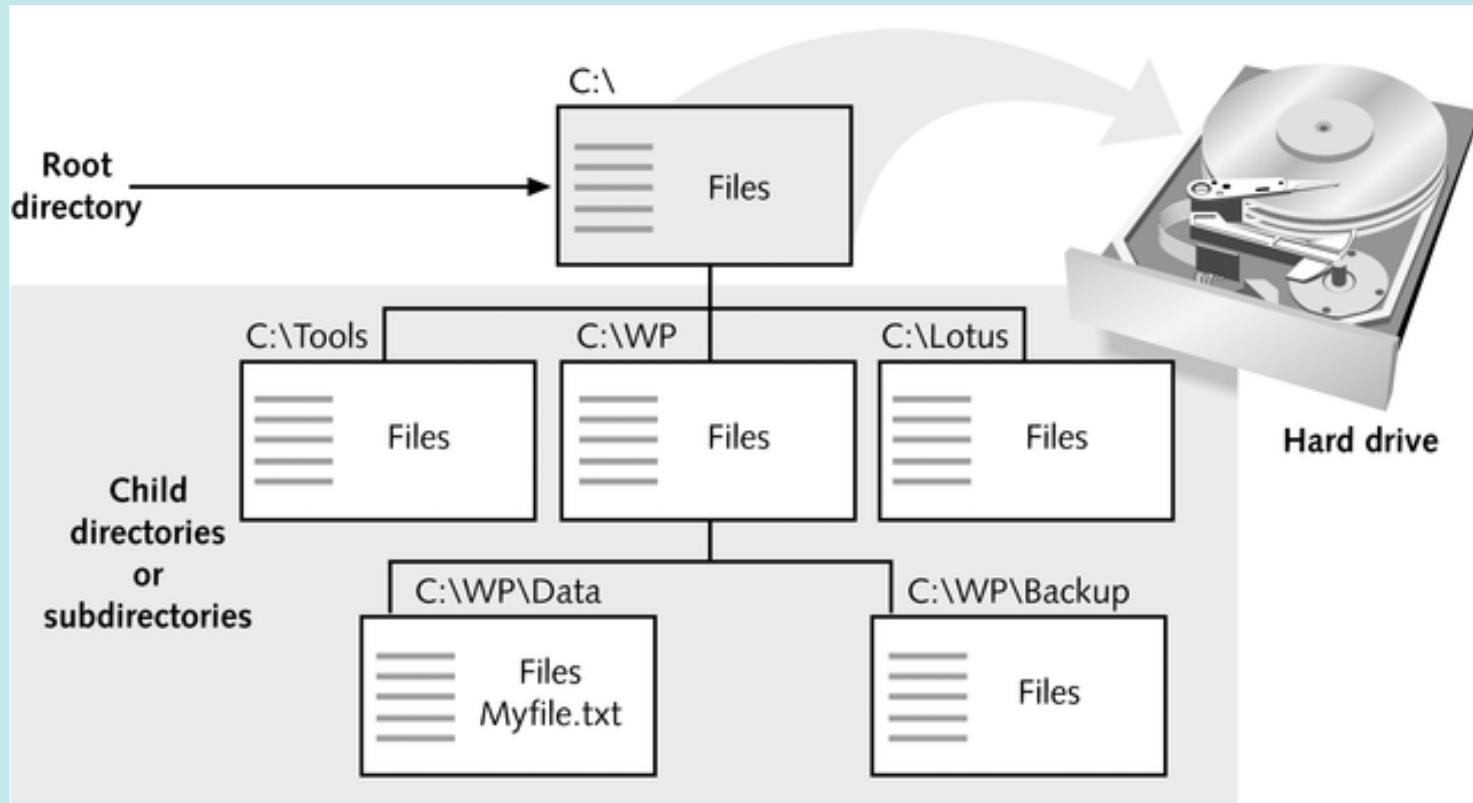 C:\
Root
directory
Files
C:\Tools
C:\WP
C:\Lotus
Files
Files
Files
Hard drive
Child
directories
or
subdirectories
C:\WP\Data
C:\WP\Backup
Files
Myfile.txt
Files